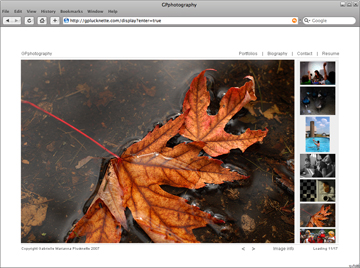 GPphotography
File Edit View History Bookmarks Window Help
http://gplucknette.com/display?enter=true
Google
GPphotography
Portfolios | Biography | Contact | Resume
Copyright Gabrielle Marianna Plucknette 2007
< >
Image Info
Loading 11/17